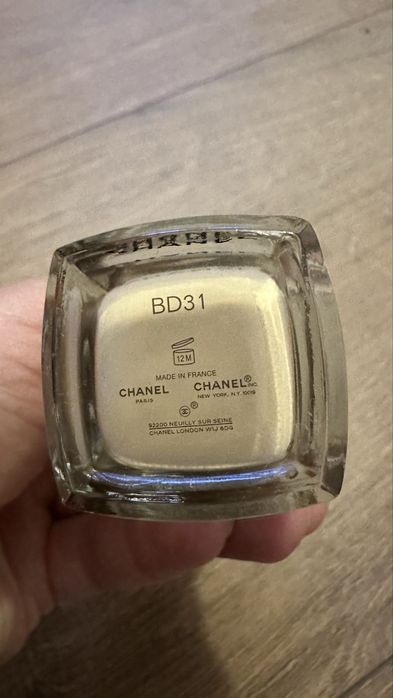 CHANEL
BD31
12M
MADE IN FRANCE
CHANEL CHANEL® INC.
PARIS NEW YORK, N.Y. 10019
®
92200 NEUILLY SUR SEINE
CHANEL LONDON W1J 6DG